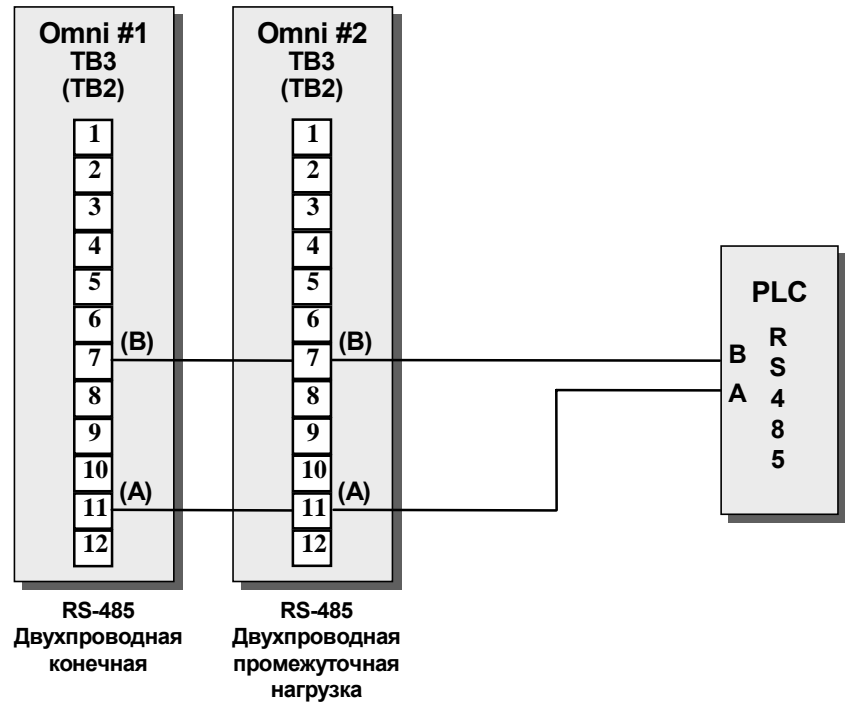 Omni #1
TB3
(TB2)
1
2
3
4
5
6
7
8
9
10
11
12
(B)
(A)
RS-485
Двухпроводная
конечная
Omni #2
TB3
(TB2)
1
2
3
4
5
6
7
8
9
10
11
12
(B)
(A)
RS-485
Двухпроводная
промежуточная
нагрузка
PLC
B
A
R
S
4
8
5